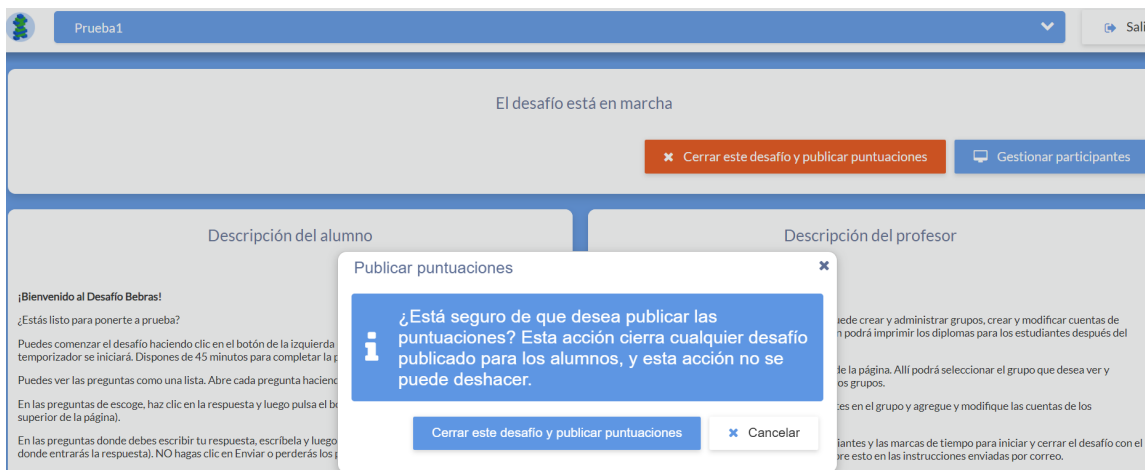 Prueba1
Sali
El desafío está en marcha
Cerrar este desafío y publicar puntuaciones
Gestionar participantes
Descripción del alumno
Descripción del profesor
Publicar puntuaciones
¿Está seguro de que desea publicar las
puntuaciones? Esta acción cierra cualquier desafío
publicado para los alumnos, y esta acción no se
puede deshacer.
Cerrar este desafío y publicar puntuaciones
Cancelar
¡Bienvenido al Desafío Bebras!
¿Estás listo para ponerte a prueba?
Puedes comenzar el desafío haciendo clic en el botón de la izquierda
temporizador se iniciará. Dispones de 45 minutos para completar la p
Puedes ver las preguntas como una lista. Abre cada pregunta haciend
En las preguntas de escoge, haz clic en la respuesta y luego pulsa el bo
superior de la página).
En las preguntas donde debes escribir tu respuesta, escríbela y luego
donde entrarás la respuesta). NO hagas clic en Enviar o perderás los p
uede crear y administrar grupos, crear y modificar cuentas de
n podrá imprimir los diplomas para los estudiantes después del
de la página. Allí podrá seleccionar el grupo que desea ver y
os grupos.
es en el grupo y agregue y modifique las cuentas de los
iantes y las marcas de tiempo para iniciar y cerrar el desafío con el
re esto en las instrucciones enviadas por correo.